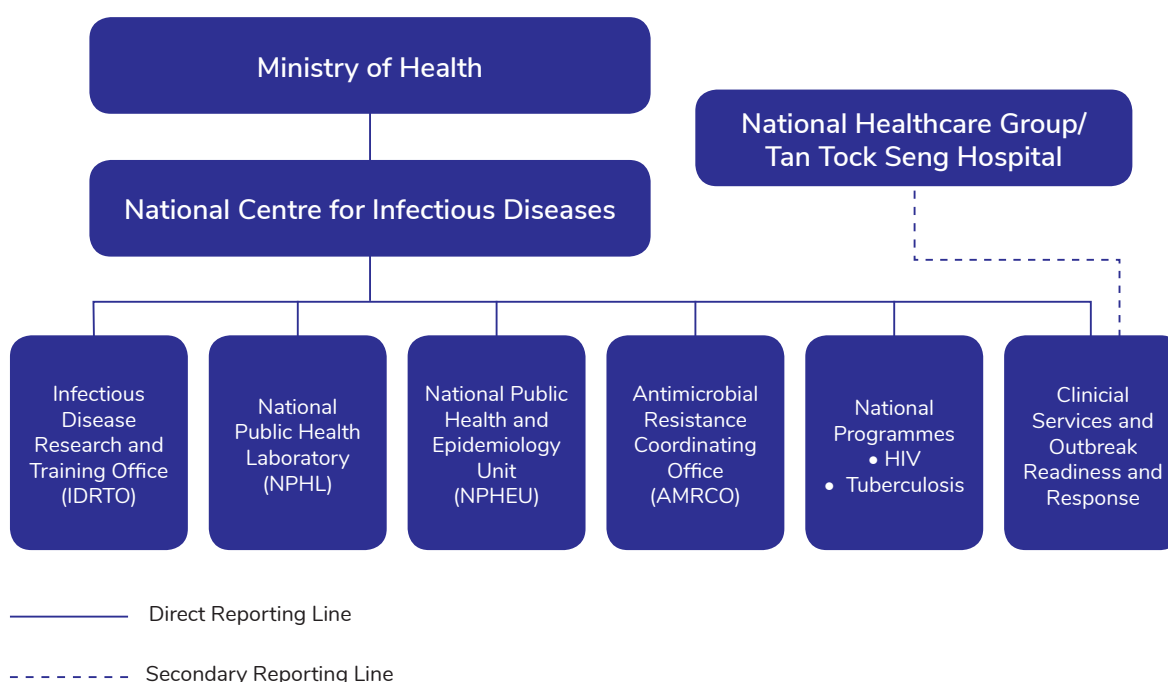 Ministry of Health
National Healthcare Group/
Tan Tock Seng Hospital
National Centre for Infectious Diseases
Infectious
Disease
Research and
Training Office
(IDRTO)
National
Public Health
Laboratory
(NPHL)
National Public
Health and
Epidemiology
Unit
(NPHEU)
Antimicrobial
Resistance
Coordinating
Office
(AMRCO)
National
Programmes
• HIV
• Tuberculosis
Clinicial
Services and
Outbreak
Readiness and
Response
Direct Reporting Line
Secondary Reporting Line